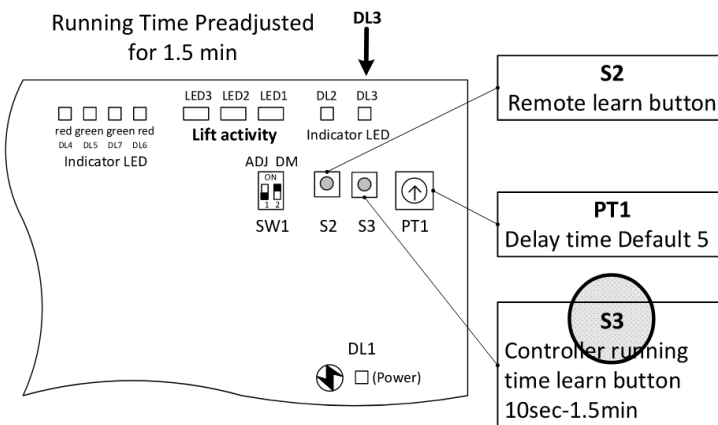 Running Time Preadjusted
for 1.5 min
DL3
S2
Remote learn button
LED3 LED2 LED1
DL2 DL3
red green green red
DL4 DL5 DL7 DL6
Indicator LED
Lift activity
Indicator LED
ADJ DM
ON
1 2
SW1 S2 S3 PT1
PT1
Delay time Default 5
S3
Controller running
time learn button
10sec-1.5min
DL1
(Power)